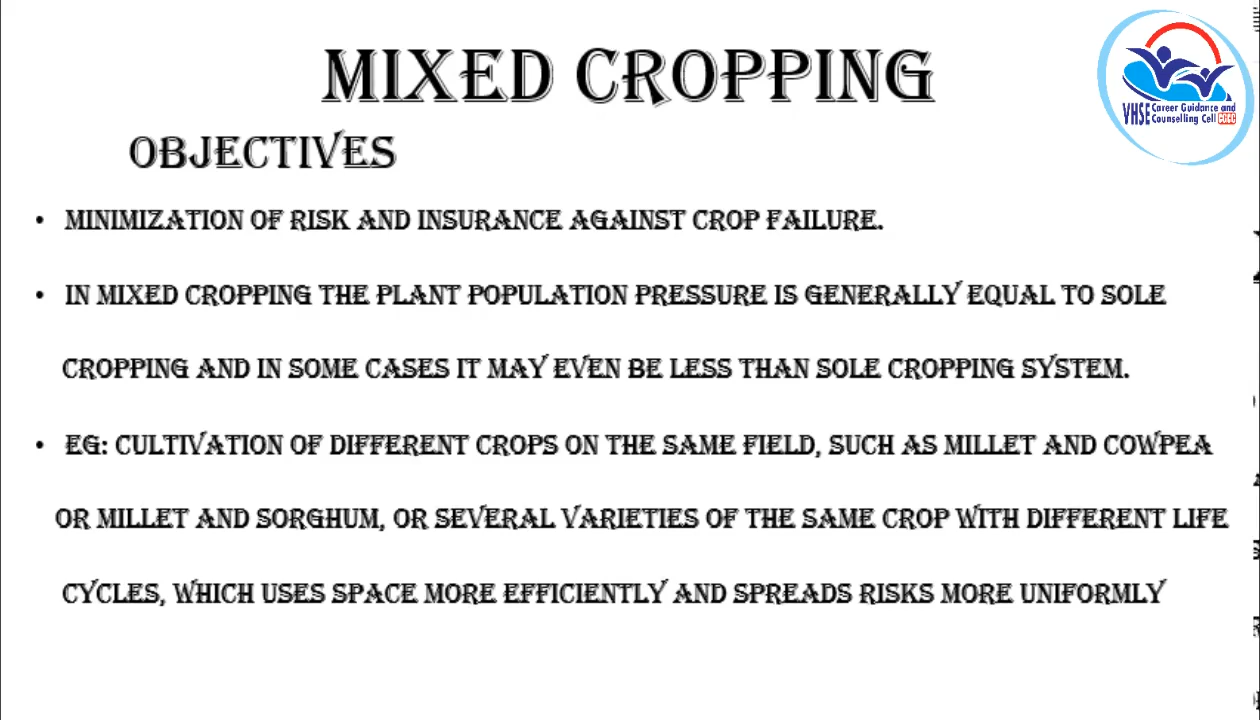 MIXED CROPPING
VHSE Career Guidance and
Counselling Cell CGCC
OBJECTIVES
• MINIMIZATION OF RISK AND INSURANCE AGAINST CROP FAILURE.
• IN MIXED CROPPING THE PLANT POPULATION PRESSURE IS GENERALLY EQUAL TO SOLE
CROPPING AND IN SOME CASES IT MAY EVEN BE LESS THAN SOLE CROPPING SYSTEM.
• EG: CULTIVATION OF DIFFERENT CROPS ON THE SAME FIELD, SUCH AS MILLET AND COWPEA
OR MILLET AND SORGHUM, OR SEVERAL VARIETIES OF THE SAME CROP WITH DIFFERENT LIFE
CYCLES, WHICH USES SPACE MORE EFFICIENTLY AND SPREADS RISKS MORE UNIFORMLY